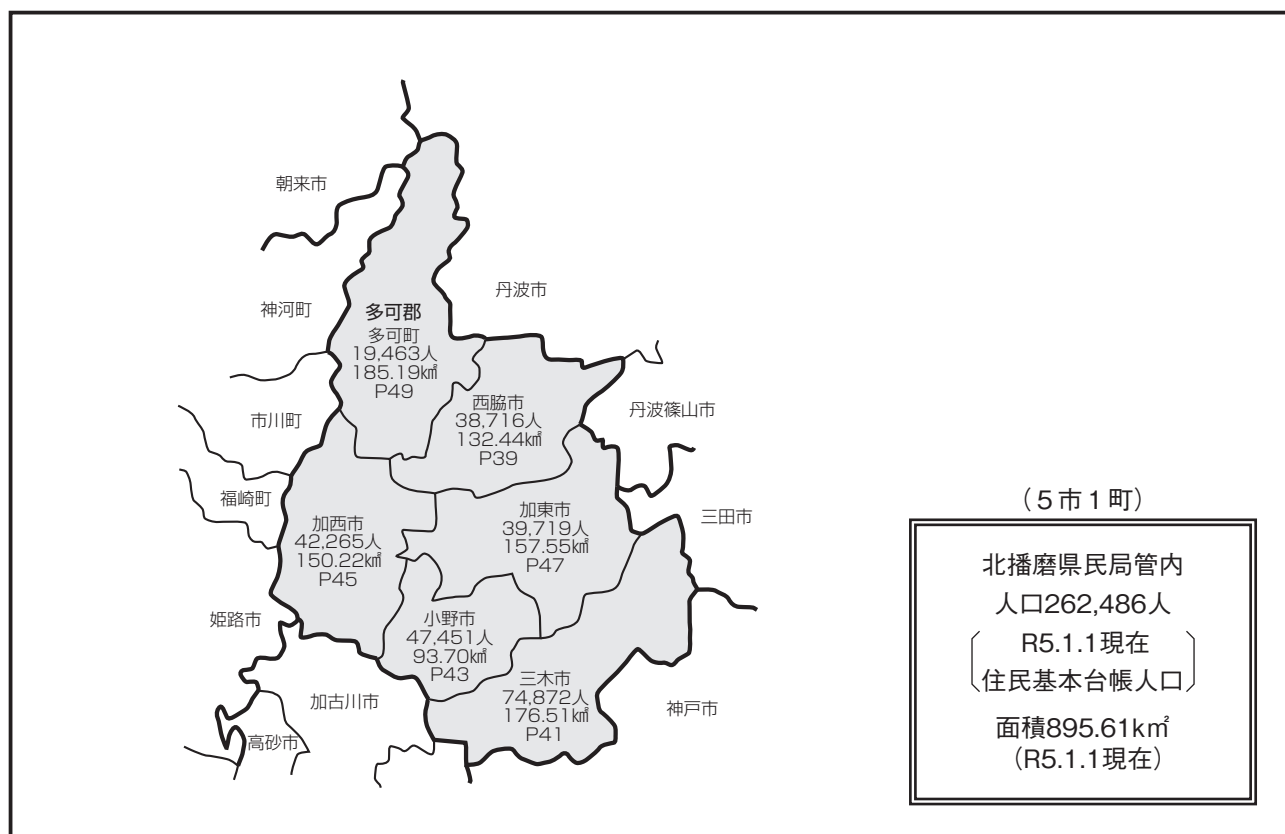 朝来市
神河町
丹波市
多可郡
多可町
19,463人
185.19k㎡
P49
市川町
西脇市
38,716人
132.44k㎡
P39
丹波篠山市
福崎町
加西市
42,265人
150.22k㎡
P45
加東市
39,719人
157.55k㎡
P47
三田市
姫路市
小野市
47,451人
93.70k㎡
P43
三木市
74,872人
176.51k㎡
P41
加古川市
神戸市
高砂市
（５市１町）
北播磨県民局管内
人口262,486人
R5.1.1現在
住民基本台帳人口
面積895.61k㎡
（R5.1.1現在）